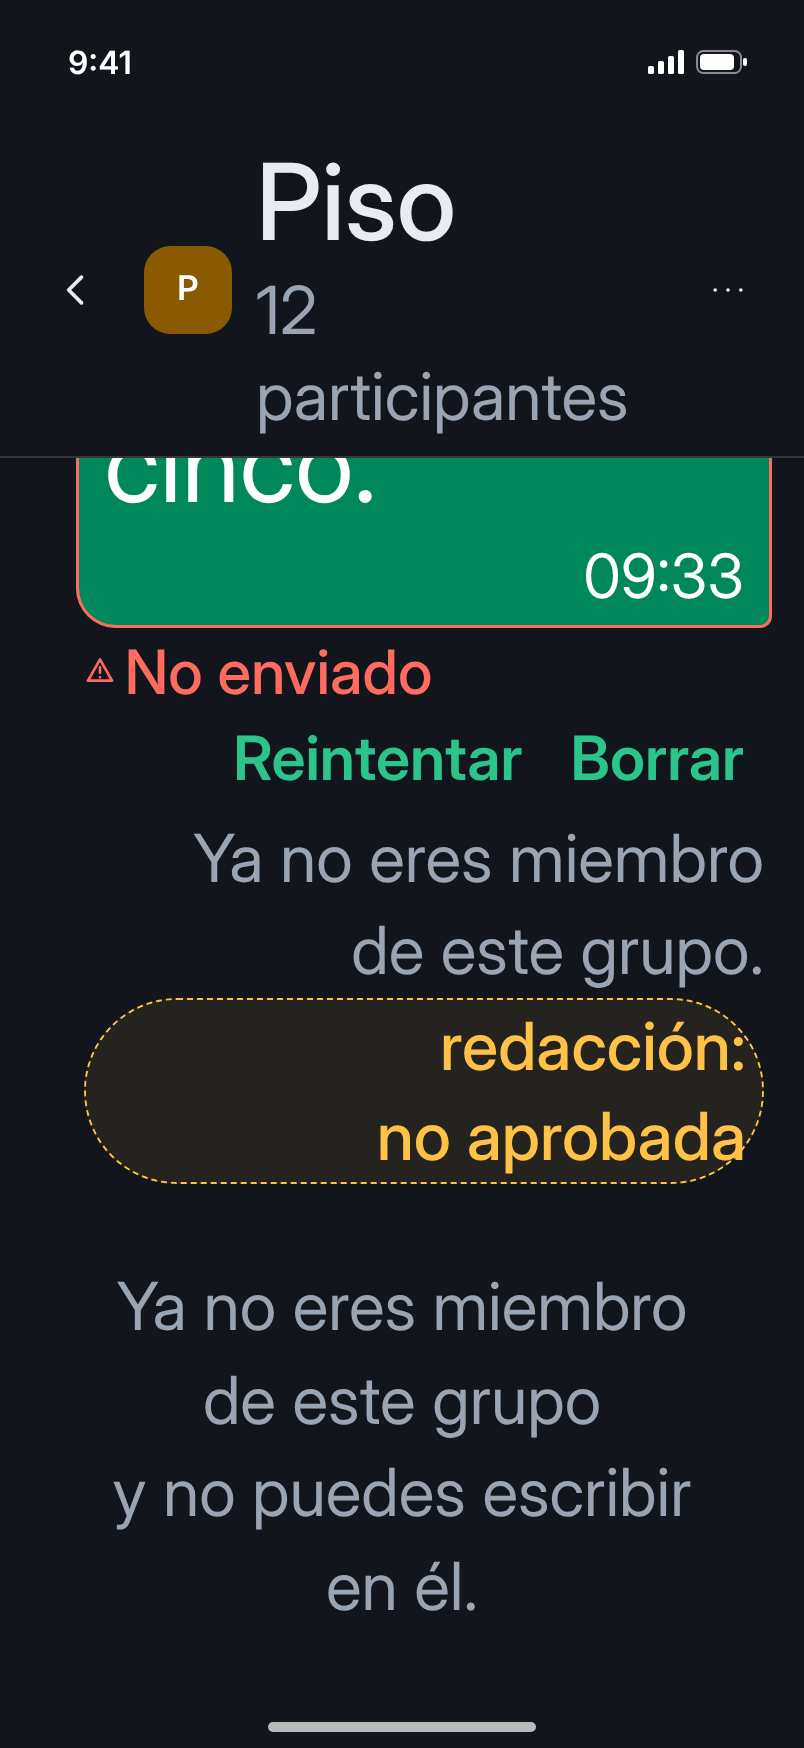 9:41
Piso
P
12
participantes
cinco.
09:33
No enviado
Reintentar Borrar
Ya no eres miembro
de este grupo.
redacción:
no aprobada
Ya no eres miembro
de este grupo
y no puedes escribir
en él.